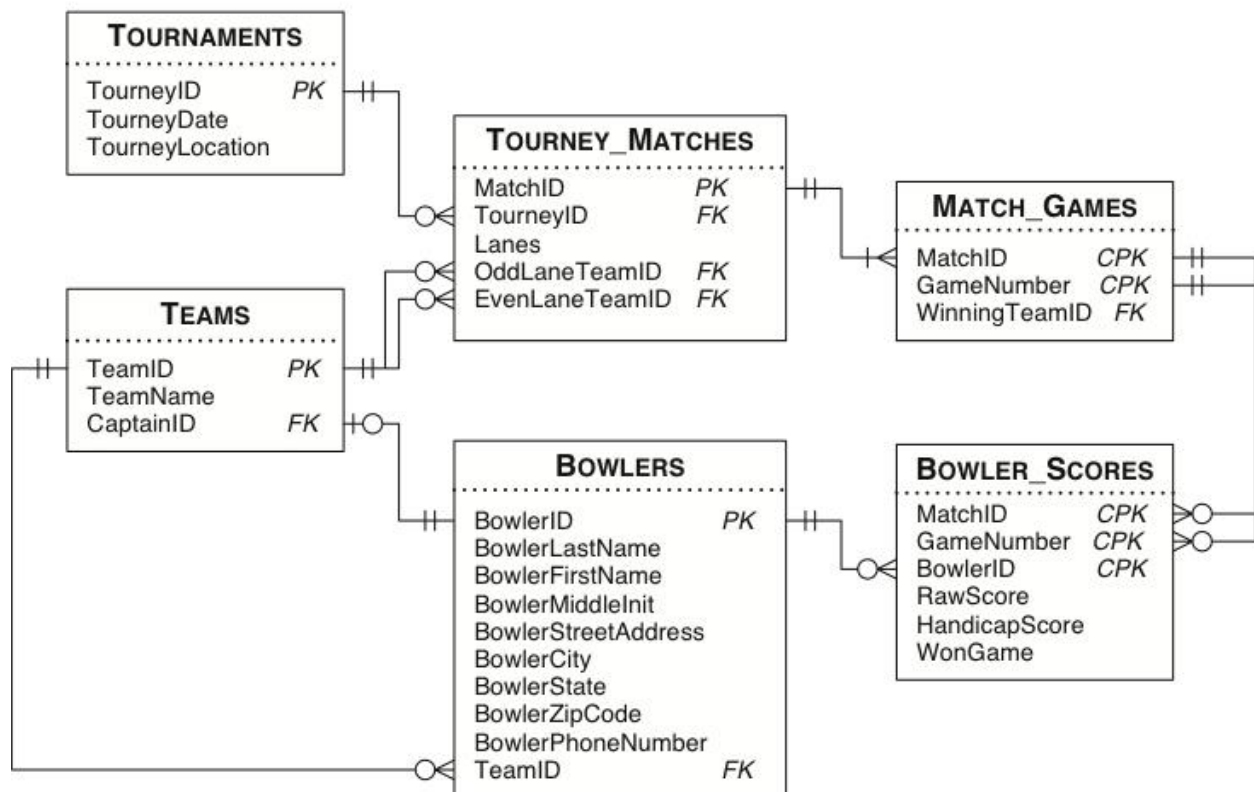 TOURNAMENTS
TourneyID PK
TourneyDate
TourneyLocation
TOURNEY_MATCHES
MatchID PK
TourneyID FK
Lanes
OddLaneTeamID FK
EvenLaneTeamID FK
MATCH_GAMES
MatchID CPK
GameNumber CPK
WinningTeamID FK
TEAMS
TeamID PK
TeamName
CaptainID FK
BOWLERS
BowlerID PK
BowlerLastName
BowlerFirstName
BowlerMiddleInit
BowlerStreetAddress
BowlerCity
BowlerState
BowlerZipCode
BowlerPhoneNumber
TeamID FK
BOWLER_SCORES
MatchID CPK
GameNumber CPK
BowlerID CPK
RawScore
HandicapScore
WonGame